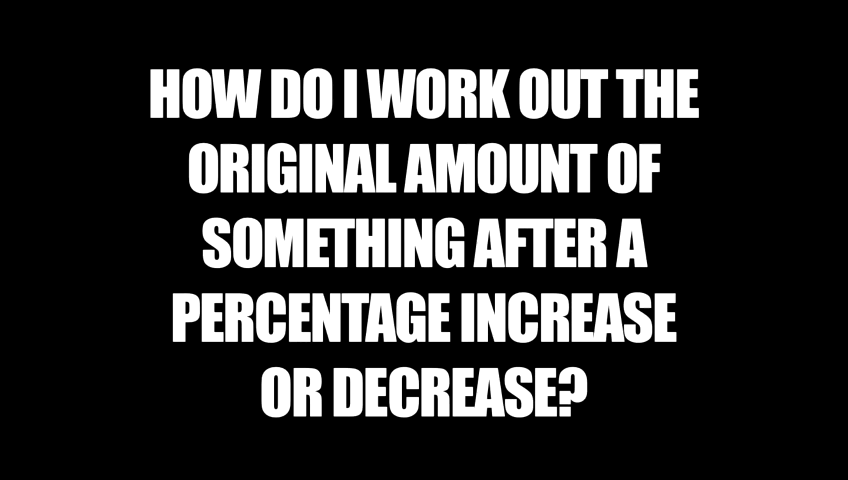 HOW DO I WORK OUT THE
ORIGINAL AMOUNT OF
SOMETHING AFTER A
PERCENTAGE INCREASE
OR DECREASE?